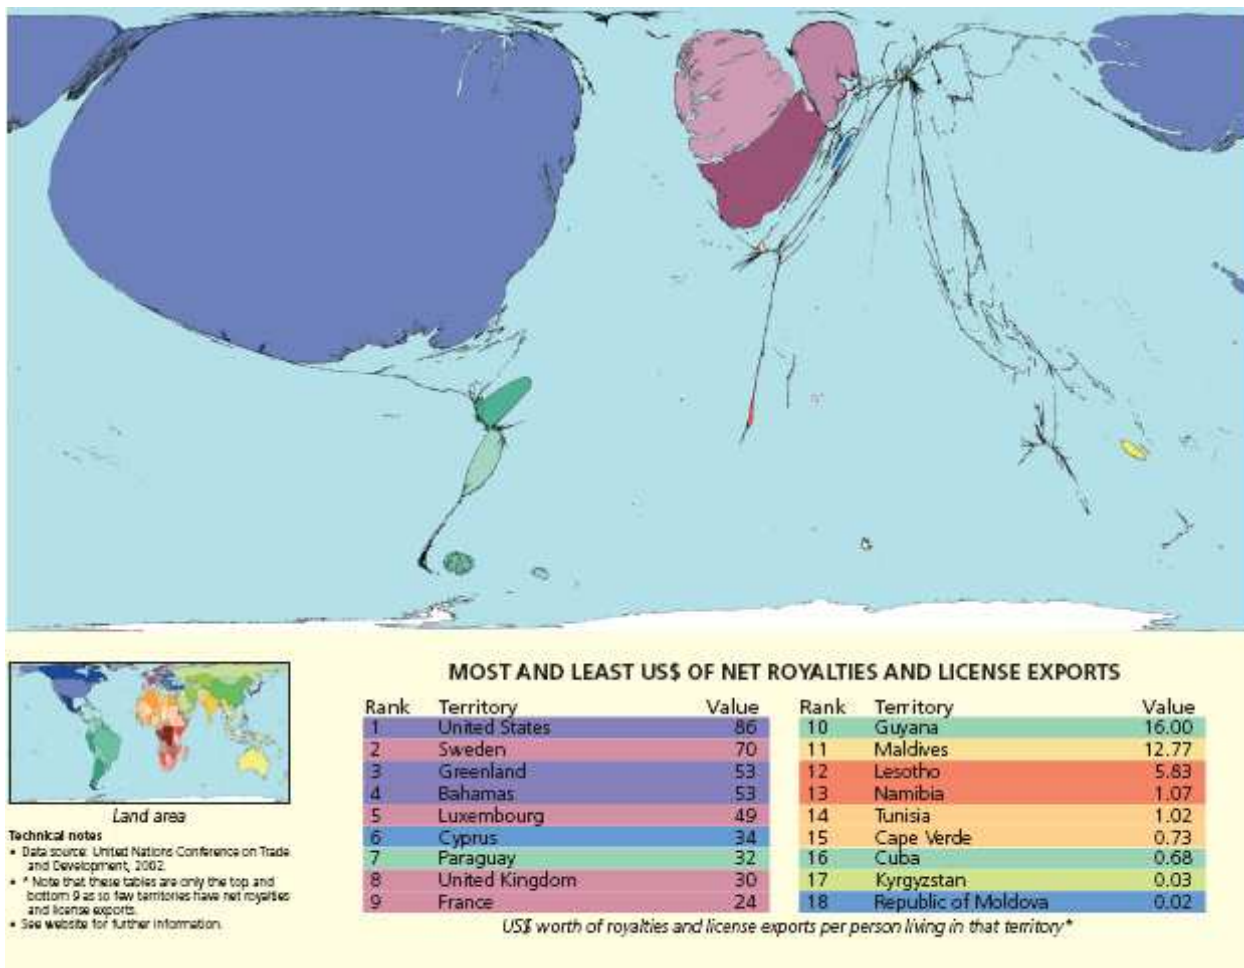 MOST AND LEAST US$ OF NET ROYALTIES AND LICENSE EXPORTS
Rank Territory Value
1 United States 86
2 Sweden 70
3 Greenland 53
4 Bahamas 53
5 Luxembourg 49
6 Cyprus 34
7 Paraguay 32
8 United Kingdom 30
9 France 24
Rank Territory Value
10 Guyana 16.00
11 Maldives 12.77
12 Lesotho 5.83
13 Namibia 1.07
14 Tunisia 1.02
15 Cape Verde 0.73
16 Cuba 0.68
17 Kyrgyzstan 0.03
18 Republic of Moldova 0.02
US$ worth of royalties and license exports per person living in that territory*
Land area
Technical notes
• Data source: United Nations Conference on Trade
and Development, 2002.
• * Note that these tables are only the top and
bottom 9 as so few territories have net royalties
and license exports.
• See website for further information.